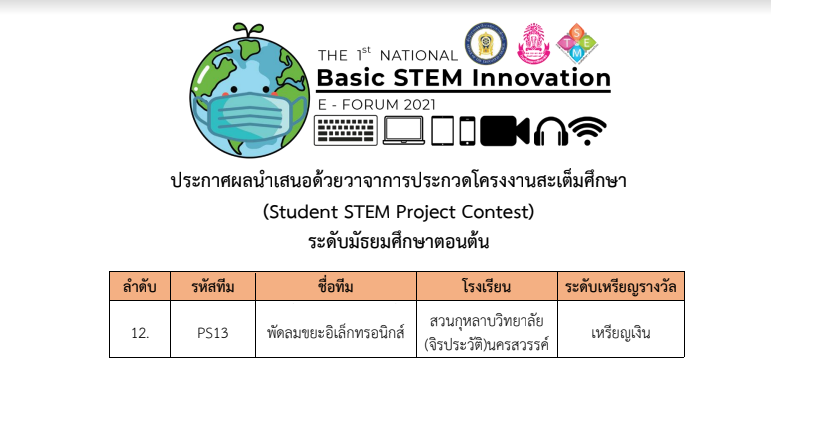 THE 1st NATIONAL
Basic STEM Innovation
E - FORUM 2021
S
T E
M
ประกาศผลนำเสนอด้วยวาจาการประกวดโครงงานสะเต็มศึกษา
(Student STEM Project Contest)
ระดับมัธยมศึกษาตอนต้น
ลำดับ รหัสทีม ชื่อทีม โรงเรียน ระดับเหรียญรางวัล
12. PS13 พัดลมขยะอิเล็กทรอนิกส์ สวนกุหลาบวิทยาลัย เหรียญเงิน
(จิรประวัติ)นครสวรรค์